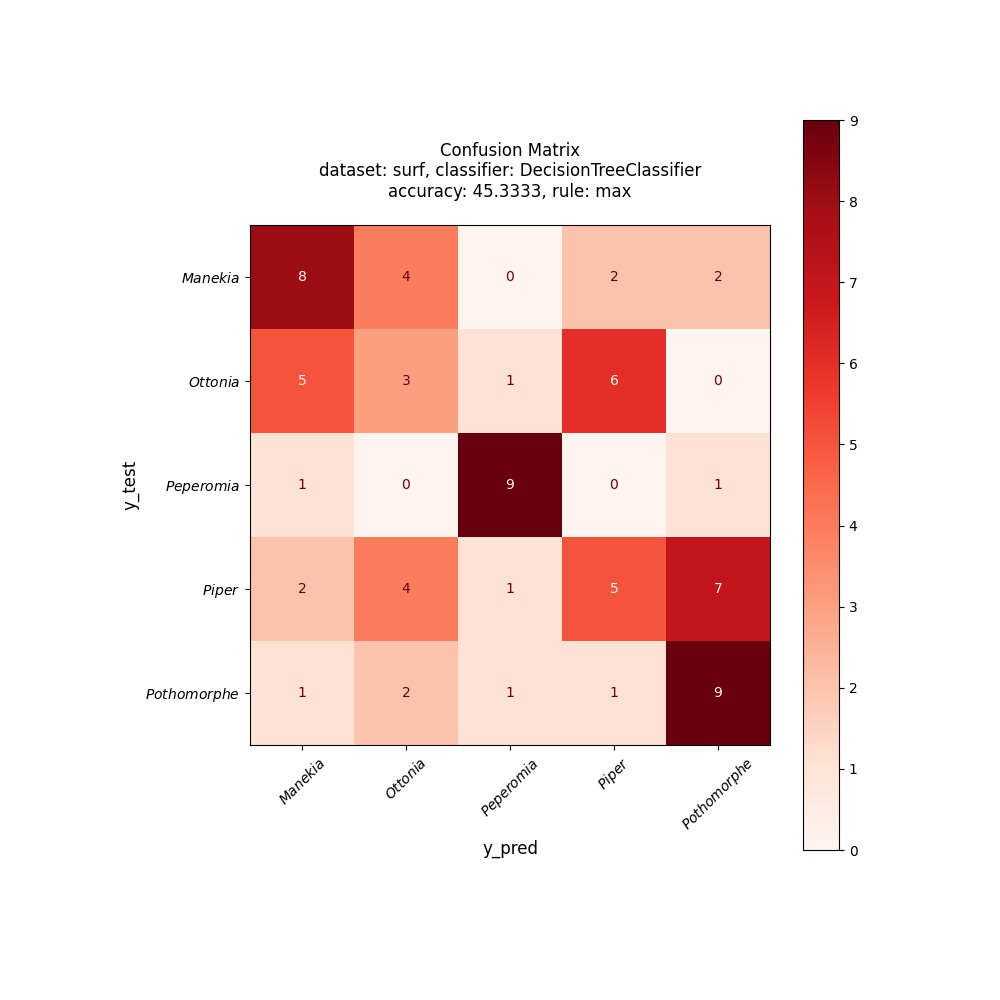 Confusion Matrix
dataset: surf, classifier: DecisionTreeClassifier
accuracy: 45.3333, rule: max
y_test
Manekia 8 4 0 2 2
Ottonia 5 3 1 6 0
Peperomia 1 0 9 0 1
Piper 2 4 1 5 7
Pothomorphe 1 2 1 1 9
Manekia Ottonia Peperomia Piper Pothomorphe
y_pred
9
8
7
6
5
4
3
2
1
0